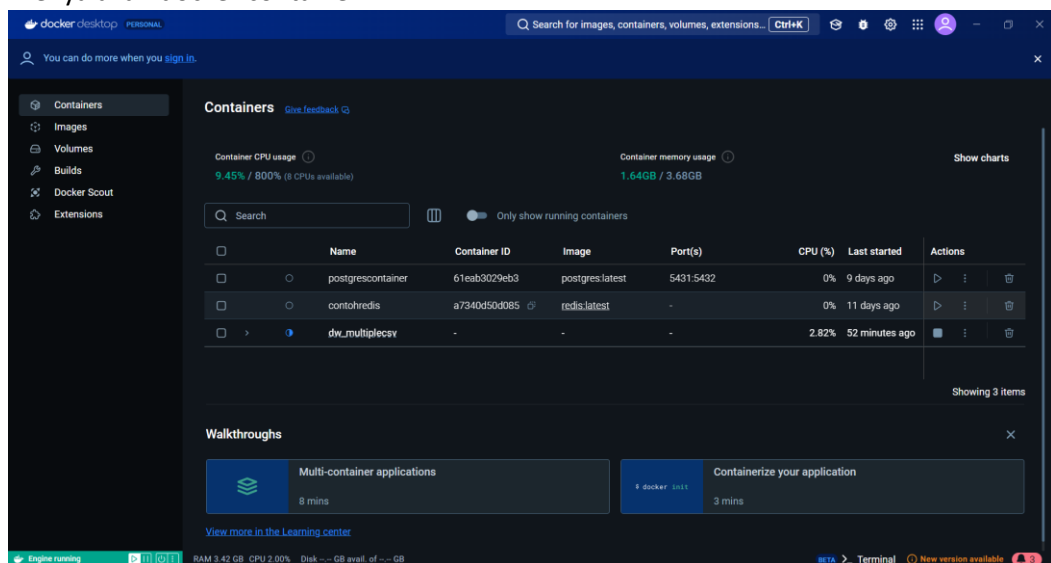 docker desktop PERSONAL
Search for images, containers, volumes, extensions... Ctrl+K
You can do more when you sign in.
Containers
Images
Volumes
Builds
Docker Scout
Extensions
Containers Give feedback
Container CPU usage
9.45% / 800% (8 CPUs available)
Container memory usage
1.64GB / 3.68GB
Show charts
Search
Only show running containers
Name Container ID Image Port(s) CPU (%) Last started Actions
postgrescontainer 61eab3029eb3 postgres:latest 5431:5432 0% 9 days ago
contohredis a7340d50d085 redis:latest - 0% 11 days ago
dw_multiplecsv - - - 2.82% 52 minutes ago
Showing 3 items
Walkthroughs
Multi-container applications
8 mins
docker init
Containerize your application
3 mins
View more in the Learning center
Engine running RAM 3.42 GB CPU 2.00% Disk --.-- GB avail. of --.-- GB BETA >_ Terminal New version available 3